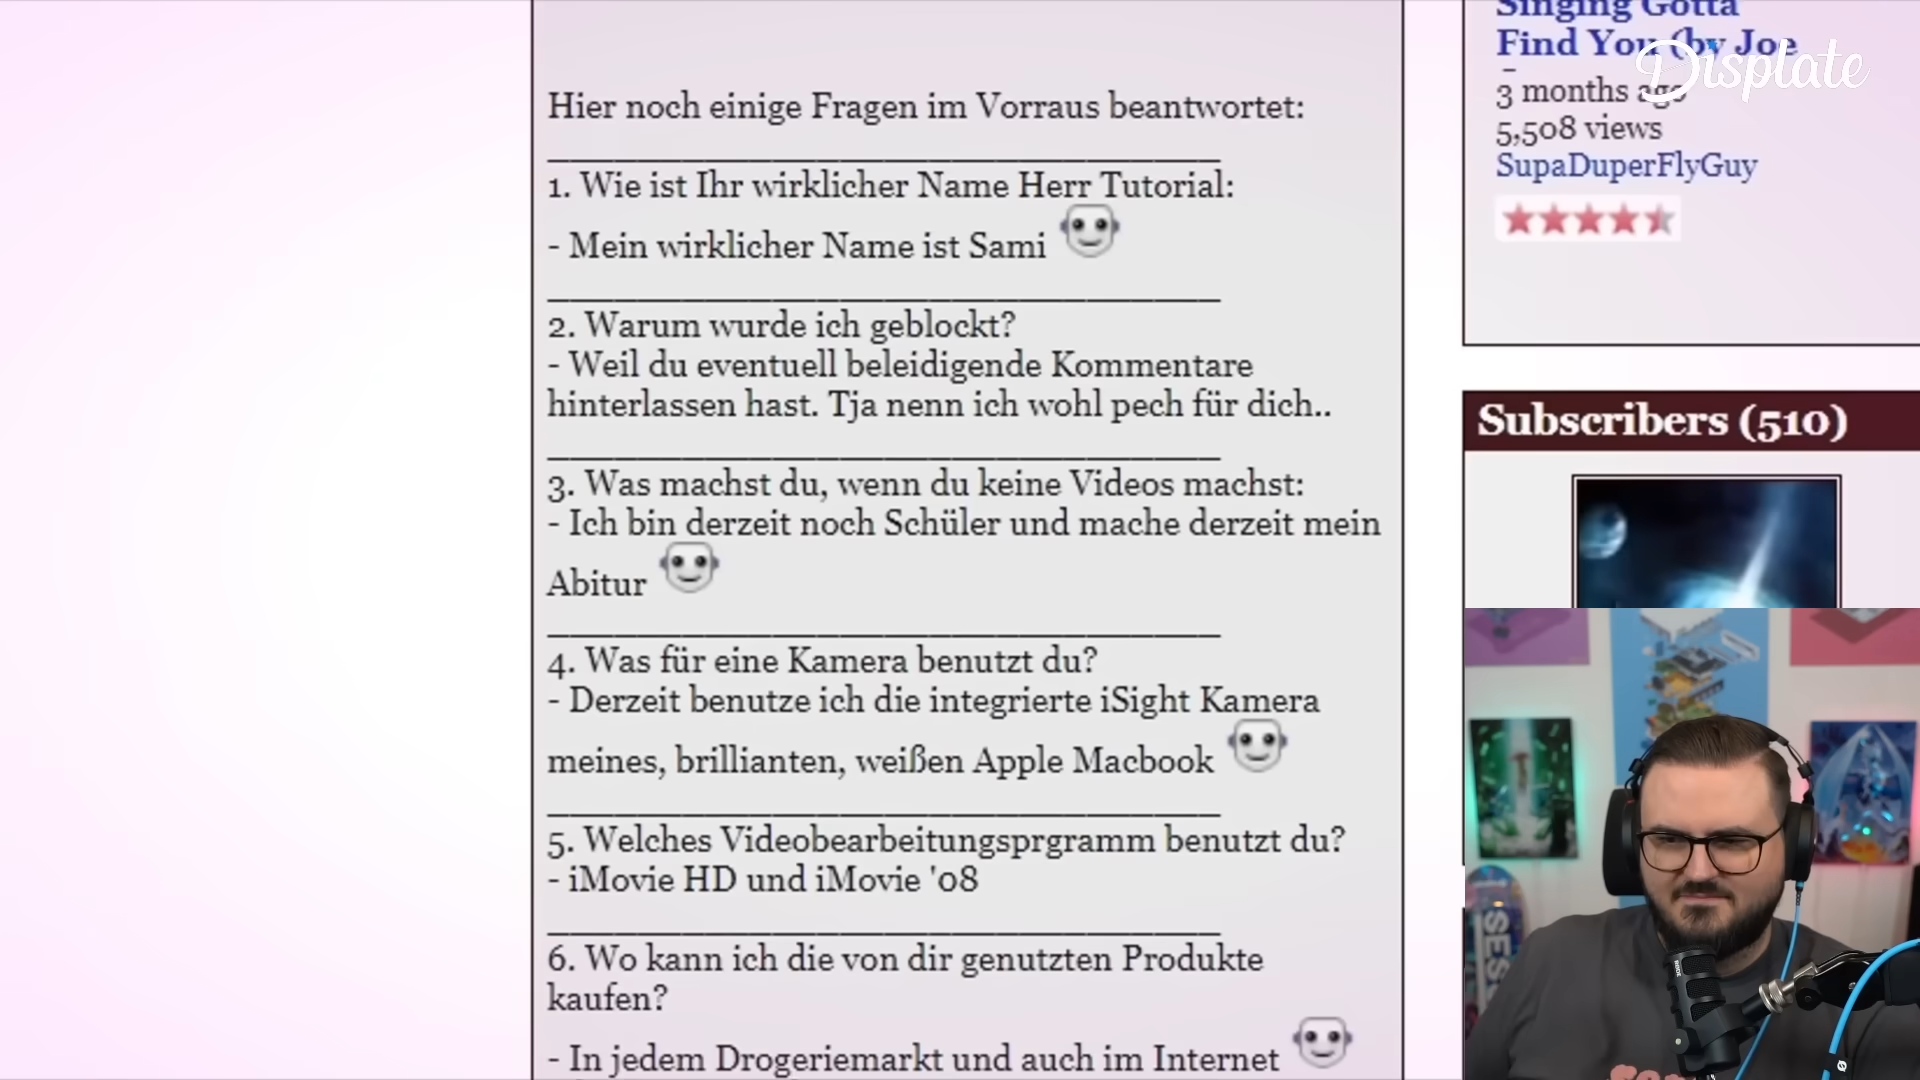 Hier noch einige Fragen im Vorraus beantwortet:
1. Wie ist Ihr wirklicher Name Herr Tutorial:
- Mein wirklicher Name ist Sami
2. Warum wurde ich geblockt?
- Weil du eventuell beleidigende Kommentare
hinterlassen hast. Tja nenn ich wohl pech für dich..
3. Was machst du, wenn du keine Videos machst:
- Ich bin derzeit noch Schüler und mache derzeit mein
Abitur
4. Was für eine Kamera benutzt du?
- Derzeit benutze ich die integrierte iSight Kamera
meines, brillianten, weißen Apple Macbook
5. Welches Videobearbeitungsprgramm benutzt du?
- iMovie HD und iMovie '08
6. Wo kann ich die von dir genutzten Produkte
kaufen?
- In jedem Drogeriemarkt und auch im Internet
Singing Gotta
Find You (by Joe
Displate
3 months ago
5,508 views
SupaDuperFlyGuy
Subscribers (510)